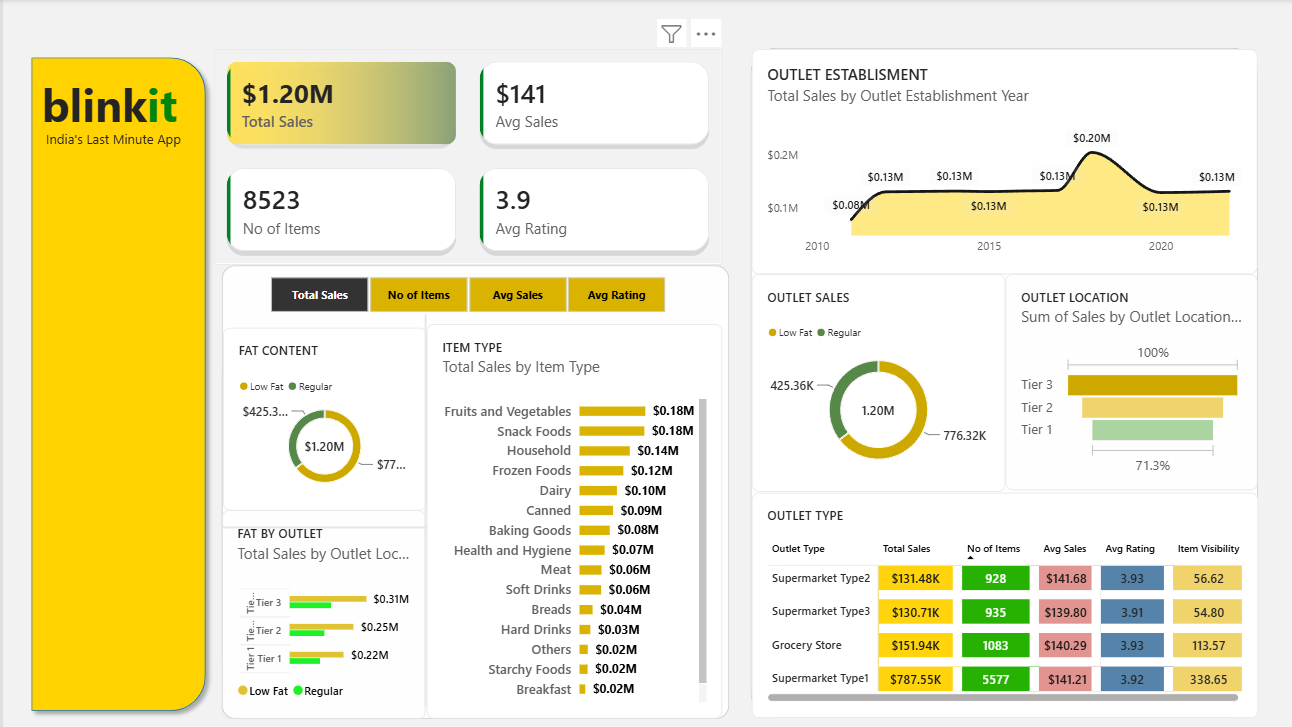 blinkit
India's Last Minute App
$1.20M
Total Sales
$141
Avg Sales
8523
No of Items
3.9
Avg Rating
Total Sales
No of Items
Avg Sales
Avg Rating
FAT CONTENT
Low Fat Regular
$425.3...
$1.20M
$77...
FAT BY OUTLET
Total Sales by Outlet Loc...
Tie... Tier 3 $0.31M
Tie... Tier 2 $0.25M
Tier 1 Tier 1 $0.22M
Low Fat Regular
ITEM TYPE
Total Sales by Item Type
Fruits and Vegetables $0.18M
Snack Foods $0.18M
Household $0.14M
Frozen Foods $0.12M
Dairy $0.10M
Canned $0.09M
Baking Goods $0.08M
Health and Hygiene $0.07M
Meat $0.06M
Soft Drinks $0.06M
Breads $0.04M
Hard Drinks $0.03M
Others $0.02M
Starchy Foods $0.02M
Breakfast $0.02M
OUTLET ESTABLISMENT
Total Sales by Outlet Establishment Year
$0.2M
$0.1M
$0.08M
$0.13M
$0.13M
$0.13M
$0.13M
$0.20M
$0.13M
$0.13M
2010 2015 2020
OUTLET SALES
Low Fat Regular
425.36K
1.20M
776.32K
OUTLET LOCATION
Sum of Sales by Outlet Location...
100%
Tier 3
Tier 2
Tier 1
71.3%
OUTLET TYPE
Outlet Type Total Sales No of Items Avg Sales Avg Rating Item Visibility
Supermarket Type2 $131.48K 928 $141.68 3.93 56.62
Supermarket Type3 $130.71K 935 $139.80 3.91 54.80
Grocery Store $151.94K 1083 $140.29 3.93 113.57
Supermarket Type1 $787.55K 5577 $141.21 3.92 338.65